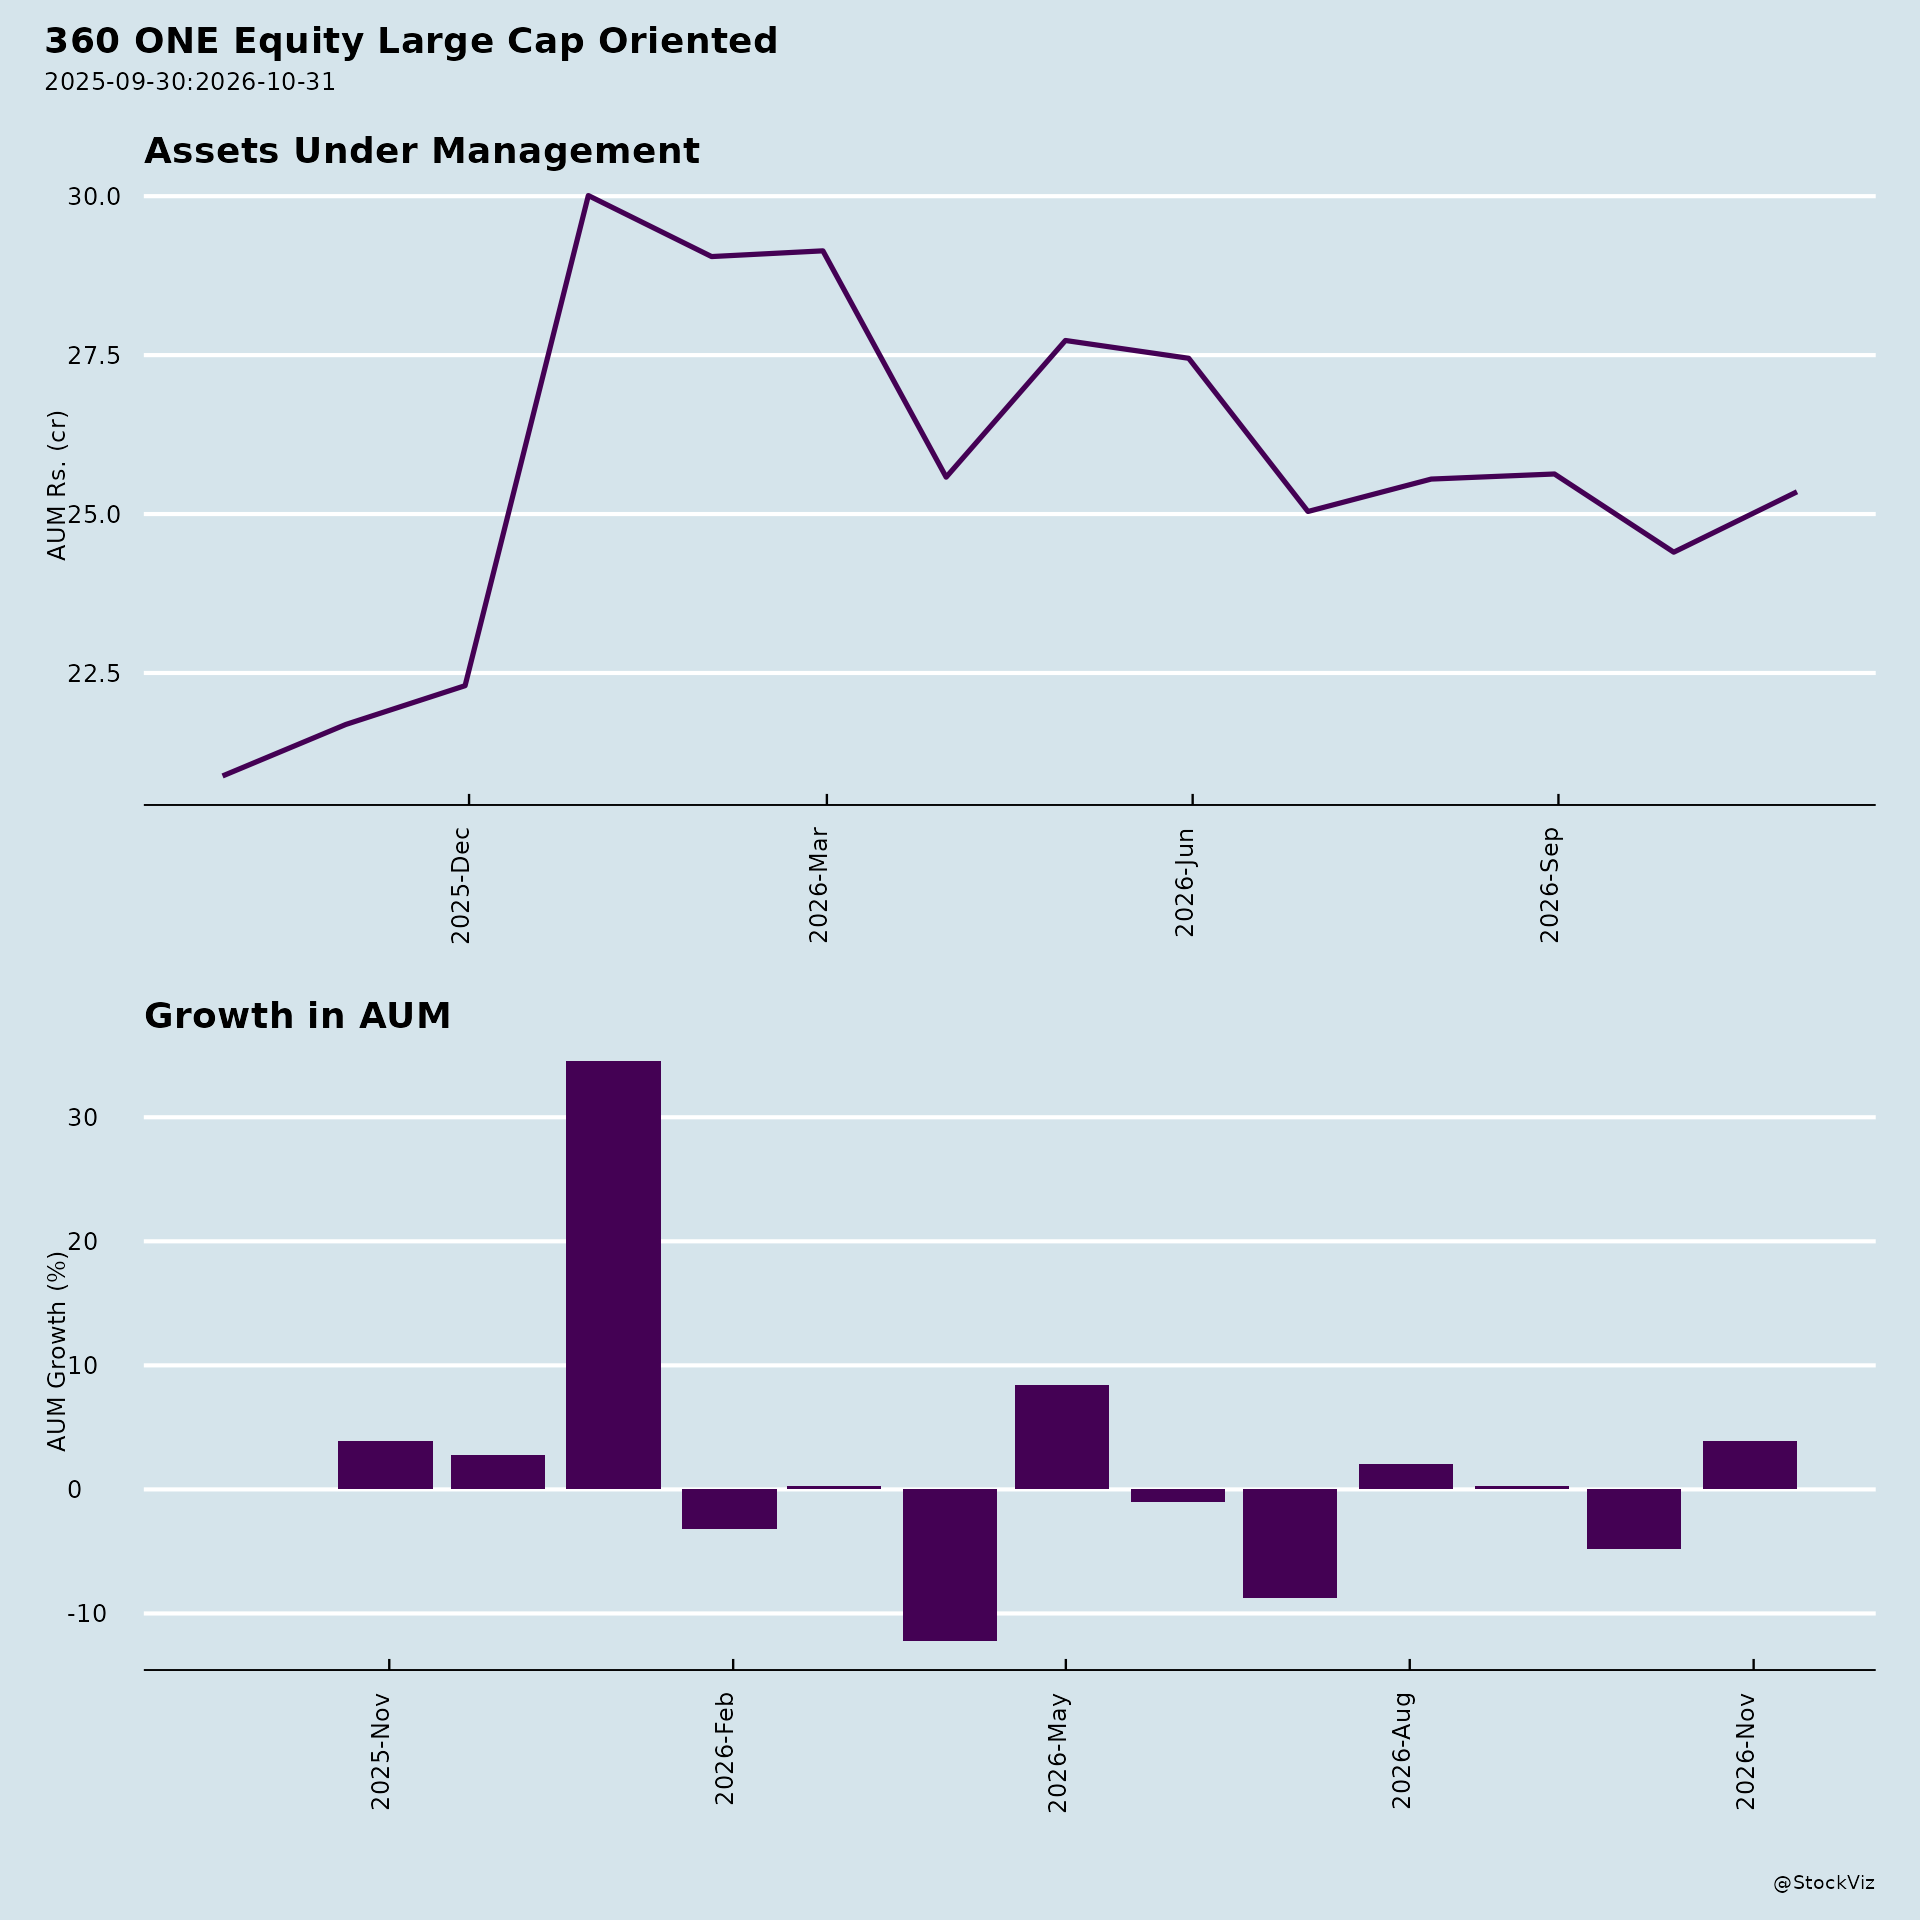 360 ONE Equity Large Cap Oriented
2025-09-30:2026-10-31
Assets Under Management
AUM Rs. (cr)
30.0
27.5
25.0
22.5
2025-Dec
2026-Mar
2026-Jun
2026-Sep
Growth in AUM
AUM Growth (%)
30
20
10
0
-10
2025-Nov
2026-Feb
2026-May
2026-Aug
2026-Nov
@StockViz